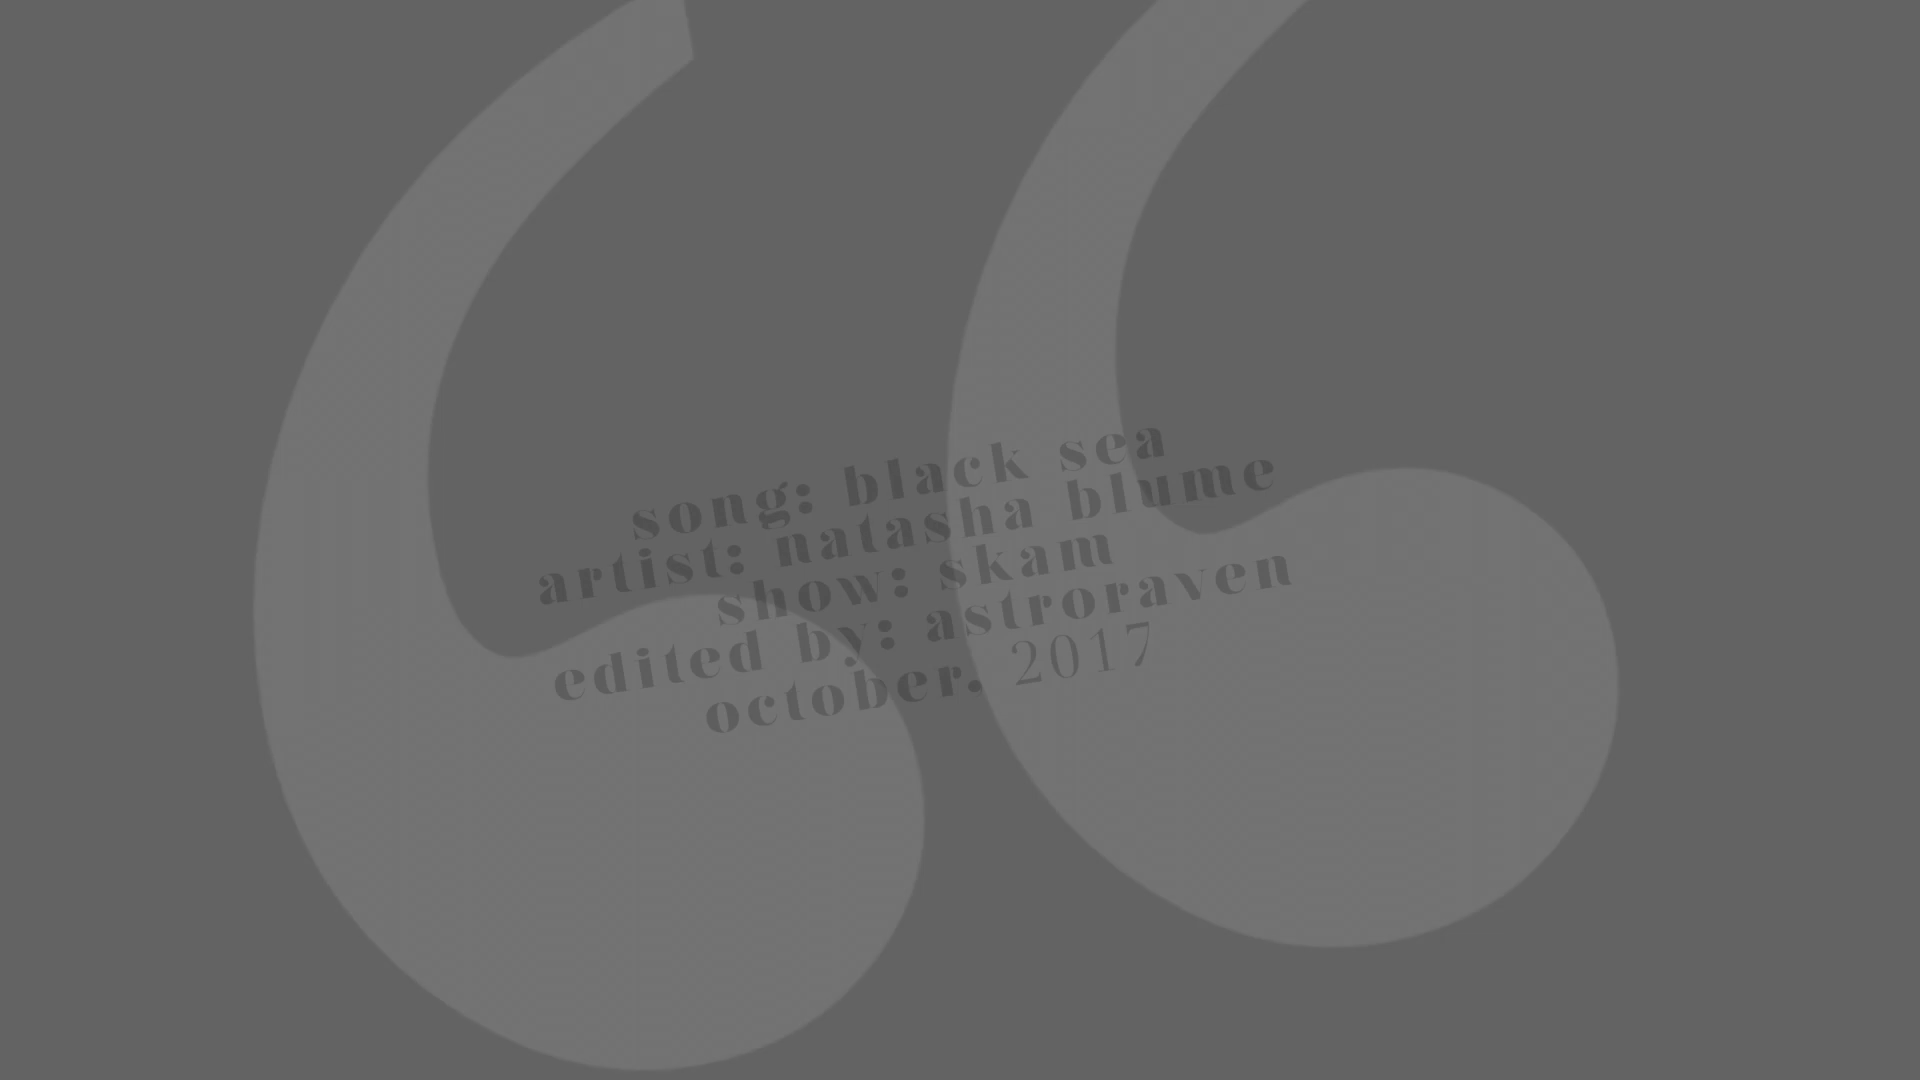 song: black sea
artist: natasha blume
show: skam
edited by: astroraven
october. 2017